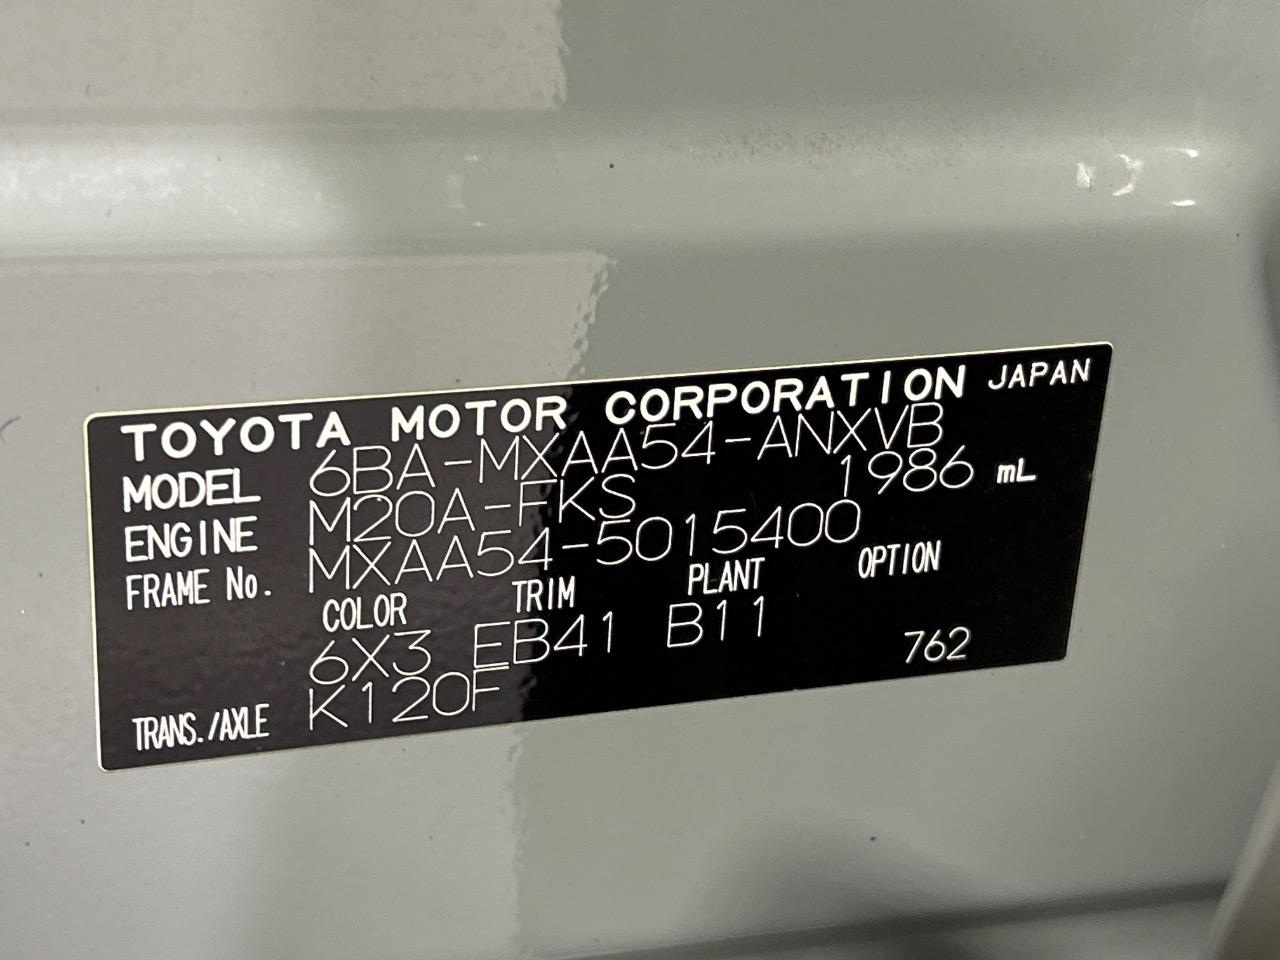 TOYOTA MOTOR CORPORATION JAPAN
MODEL 6BA-MXAA54-ANXVB
ENGINE M20A-FKS 1986 mL
FRAME No. MXAA54-5015400
COLOR TRIM PLANT OPTION
6X3 EB41 B11 762
TRANS./AXLE K120F